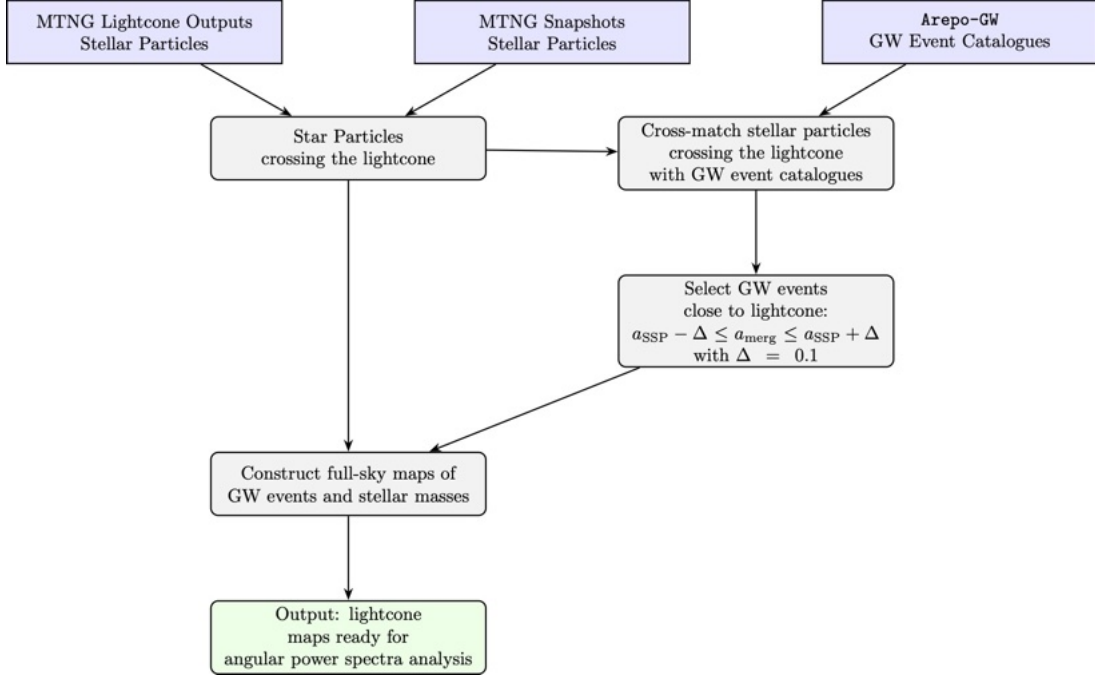 MTNG Lightcone Outputs
Stellar Particles
MTNG Snapshots
Stellar Particles
Arepo-GW
GW Event Catalogues
Star Particles
crossing the lightcone
Cross-match stellar particles
crossing the lightcone
with GW event catalogues
Select GW events
close to lightcone:
a_SSP − Δ ≤ a_merg ≤ a_SSP + Δ
with Δ = 0.1
Construct full-sky maps of
GW events and stellar masses
Output: lightcone
maps ready for
angular power spectra analysis